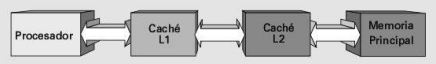 Procesador
Caché
L1
Caché
L2
Memoria
Principal